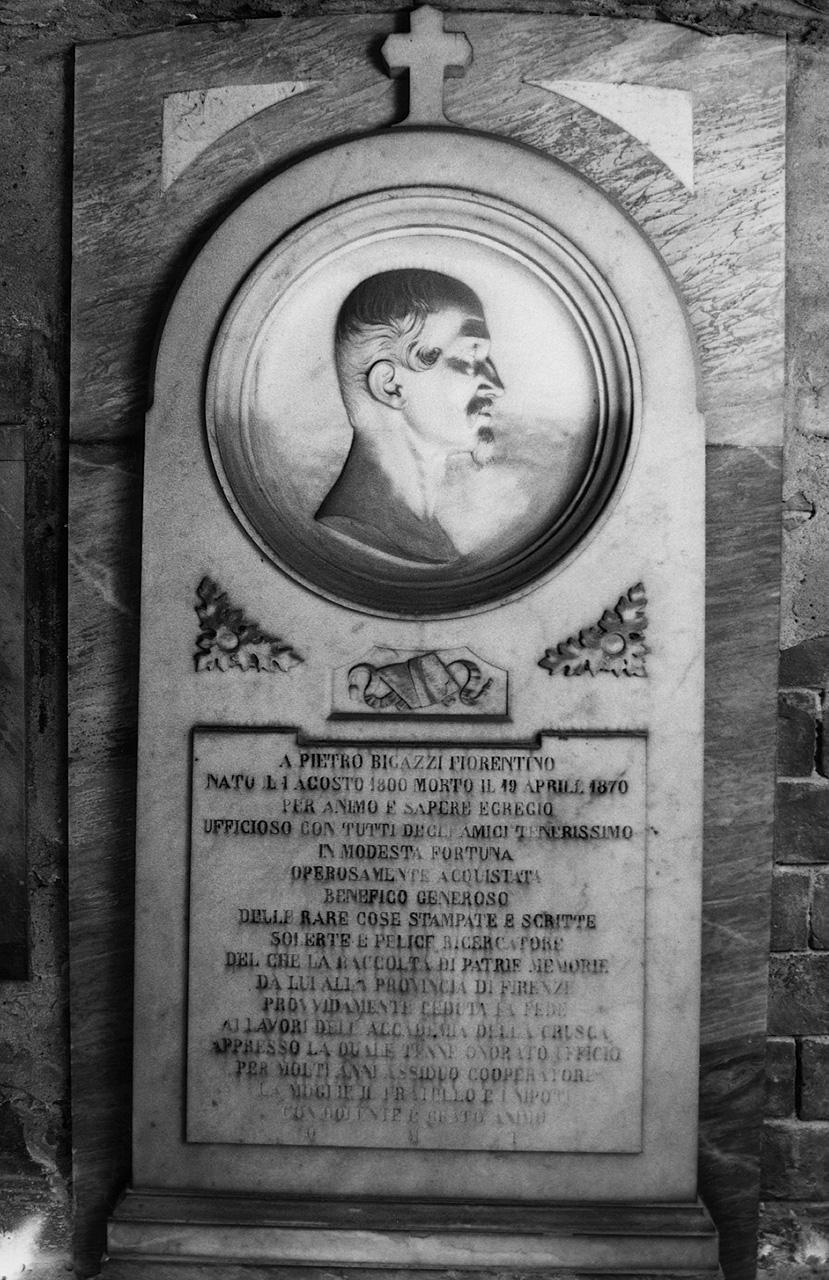 A PIETRO BIGAZZI FIORENTINO
NATO IL 1 AGOSTO 1800 MORTO IL 19 APRILE 1870
PER ANIMO E SAPERE EGREGIO
UFFICIOSO CON TUTTI DEGLI AMICI TENERISSIMO
IN MODESTA FORTUNA
OPEROSAMENTE ACQUISTATA
BENEFICO GENEROSO
DELLE RARE COSE STAMPATE E SCRITTE
SOLERTE E FELICE RICERCATORE
DEL CHE LA RACCOLTA DI PATRIE MEMORIE
DA LUI ALLA PROVINCIA DI FIRENZE
PROVVIDAMENTE CEDUTA FA FEDE
AI LAVORI DELL' ACCADEMIA DELLA CRUSCA
APPRESSO LA QUALE TENNE ONORATO UFFICIO
PER MOLTI ANNI ASSIDUO COOPERATORE
LA MOGLIE IL FRATELLO E I NIPOTI
CON DOLENTE E GRATO ANIMO